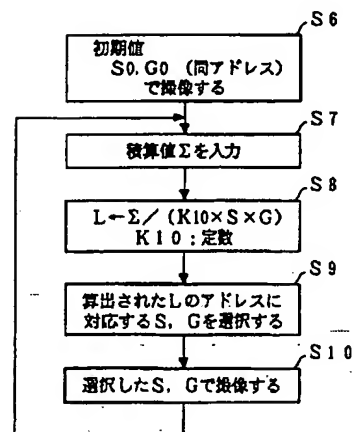 S6
初期値
S0，G0 （同アドレス）
で撮像する
S7
積算値Σを入力
S8
L←Σ／（K10×S×G）
K10；定数
S9
算出されたLのアドレスに
対応するS，Gを選択する
S10
選択したS，Gで撮像する